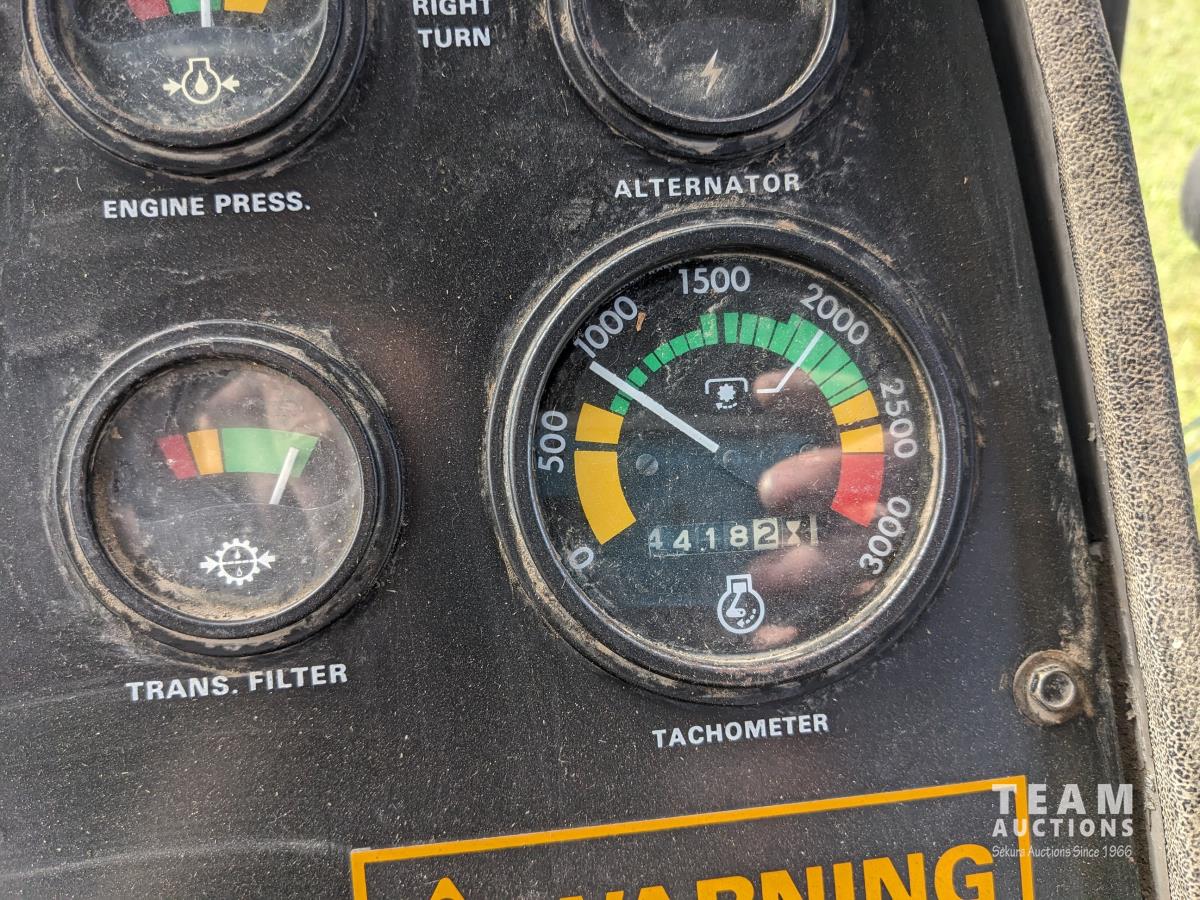 RIGHT
TURN
ENGINE PRESS.
ALTERNATOR
0
500
1000
1500
2000
2500
3000
44182
TRANS. FILTER
TACHOMETER
WARNING
TEAM
AUCTIONS
Sekura Auctions Since 1966